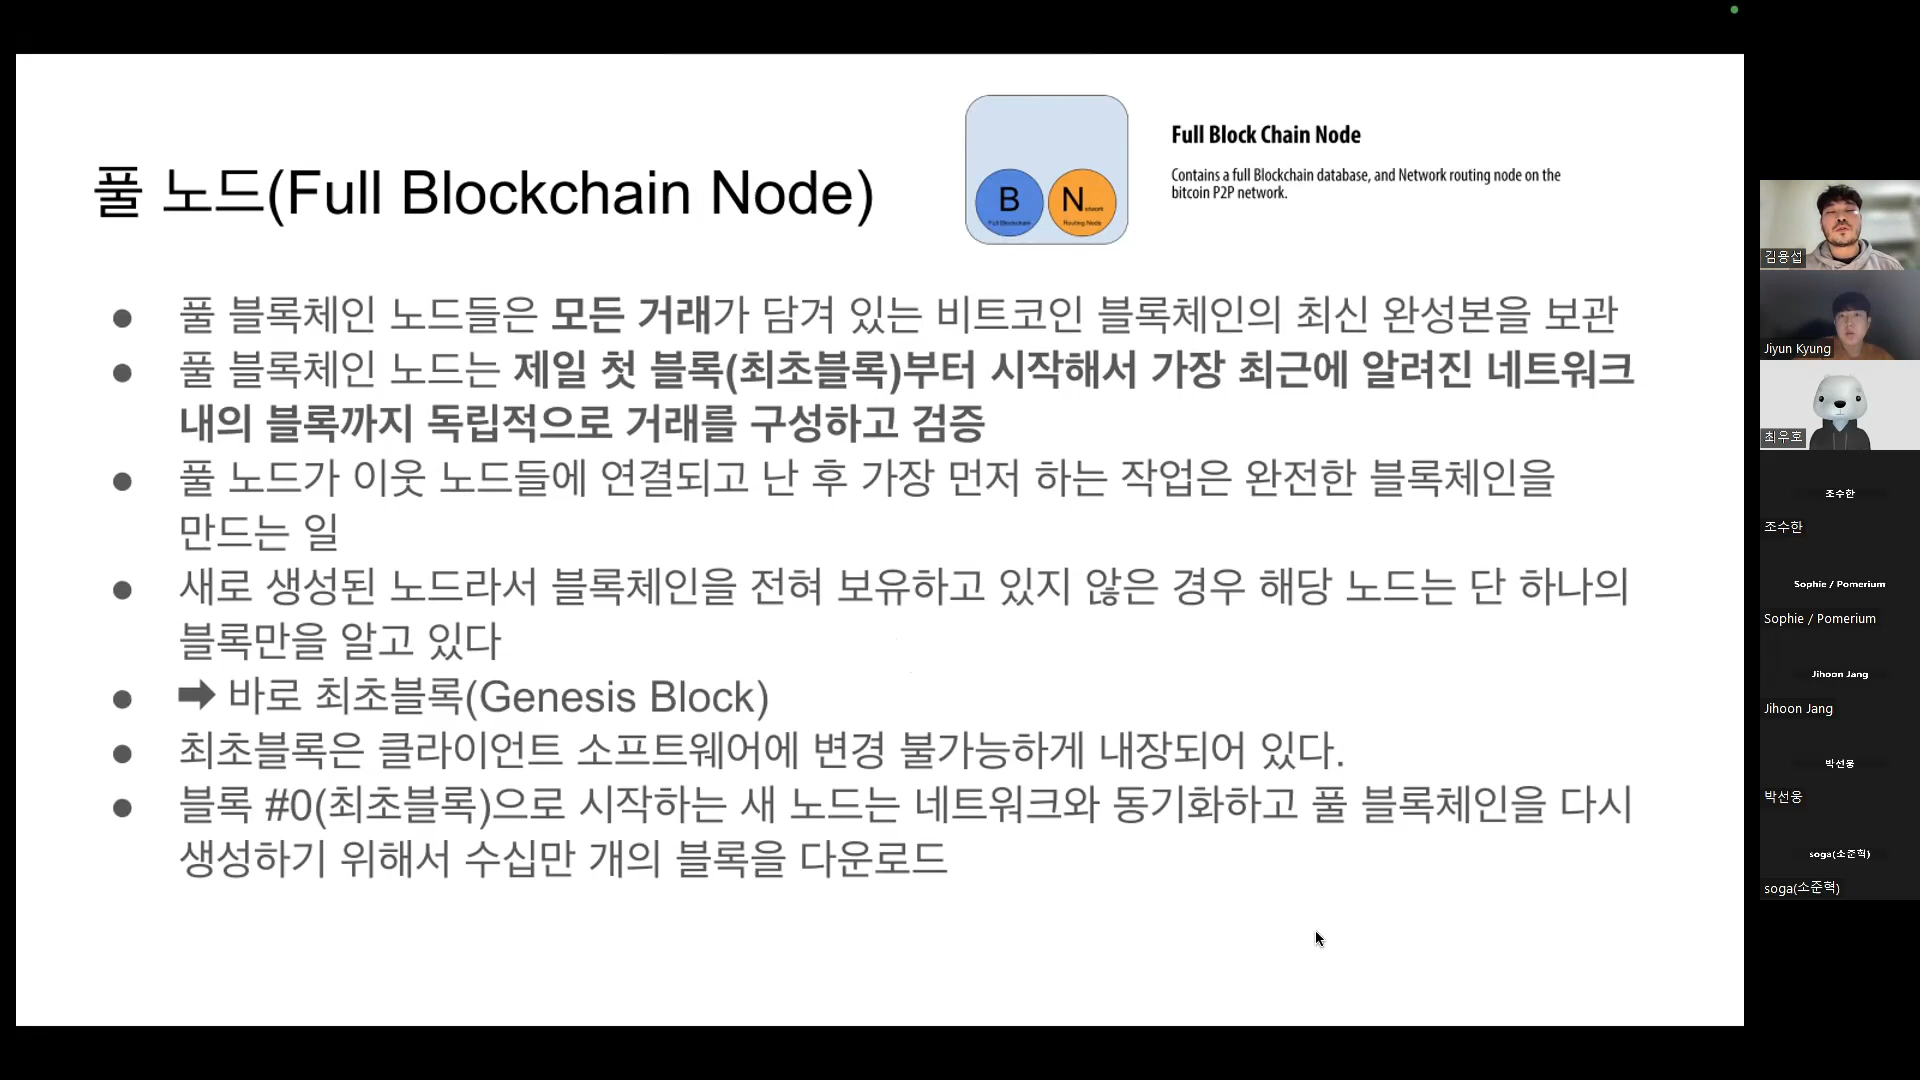 풀 노드(Full Blockchain Node)
B
Full Blockchain
Network
Routing Node
Full Block Chain Node
Contains a full Blockchain database, and Network routing node on the
bitcoin P2P network.
● 풀 블록체인 노드들은 모든 거래가 담겨 있는 비트코인 블록체인의 최신 완성본을 보관
● 풀 블록체인 노드는 제일 첫 블록(최초블록)부터 시작해서 가장 최근에 알려진 네트워크
내의 블록까지 독립적으로 거래를 구성하고 검증
● 풀 노드가 이웃 노드들에 연결되고 난 후 가장 먼저 하는 작업은 완전한 블록체인을
만드는 일
● 새로 생성된 노드라서 블록체인을 전혀 보유하고 있지 않은 경우 해당 노드는 단 하나의
블록만을 알고 있다
● ➡ 바로 최초블록(Genesis Block)
● 최초블록은 클라이언트 소프트웨어에 변경 불가능하게 내장되어 있다.
● 블록 #0(최초블록)으로 시작하는 새 노드는 네트워크와 동기화하고 풀 블록체인을 다시
생성하기 위해서 수십만 개의 블록을 다운로드
김용섭
Jiyun Kyung
최우호
조수한
조수한
Sophie / Pomerium
Sophie / Pomerium
Jihoon Jang
Jihoon Jang
박선웅
박선웅
soga(소준혁)
soga(소준혁)